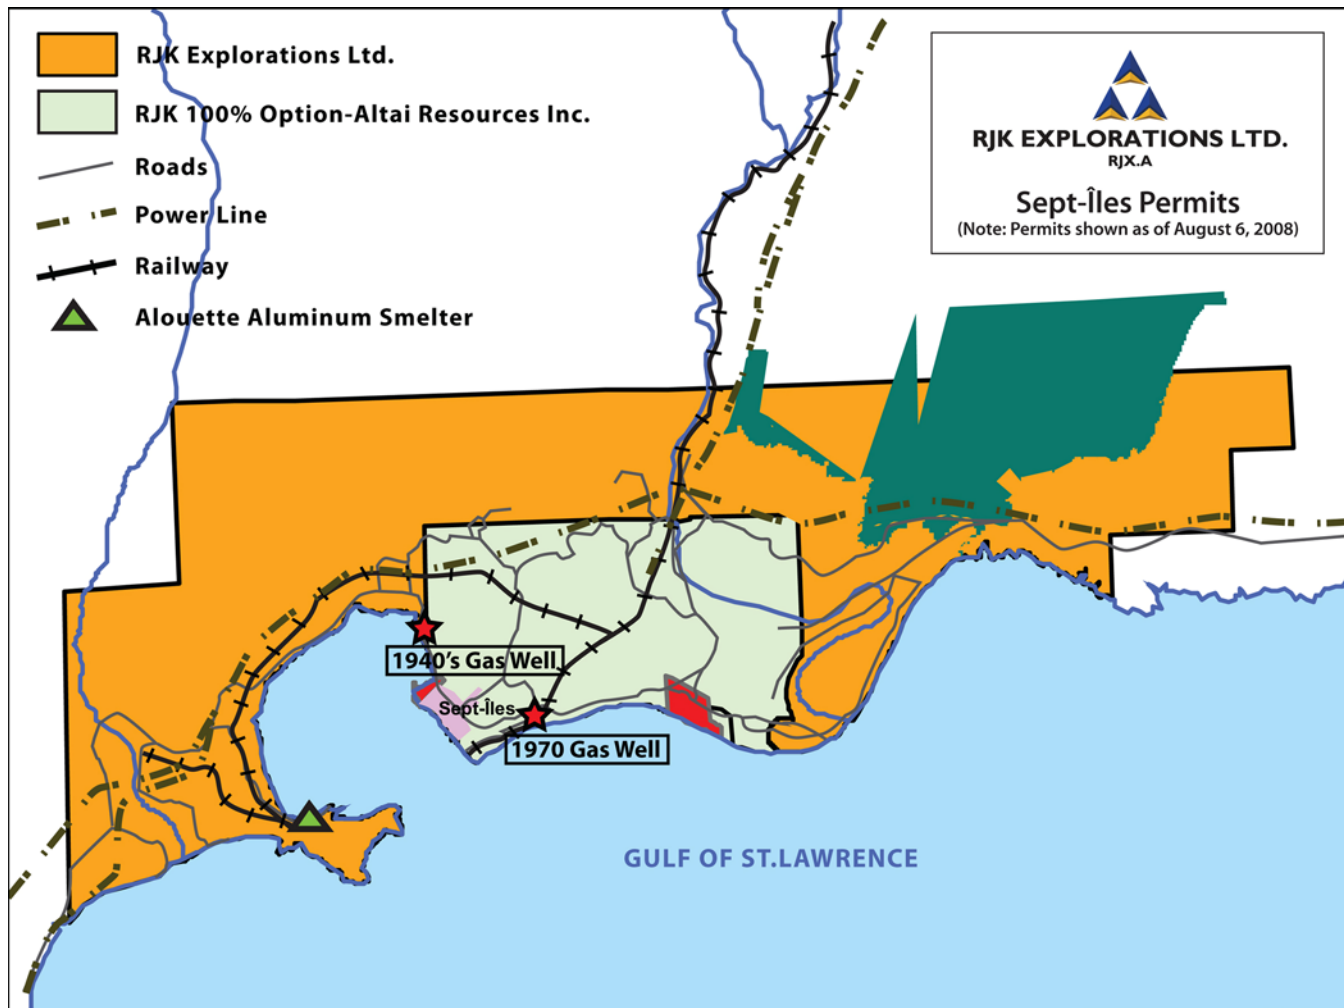 RJK Explorations Ltd.
RJK 100% Option-Altai Resources Inc.
Roads
Power Line
Railway
Alouette Aluminum Smelter
RJK EXPLORATIONS LTD.
RJX.A
Sept-Îles Permits
(Note: Permits shown as of August 6, 2008)
1940's Gas Well
Sept-Îles
1970 Gas Well
GULF OF ST.LAWRENCE